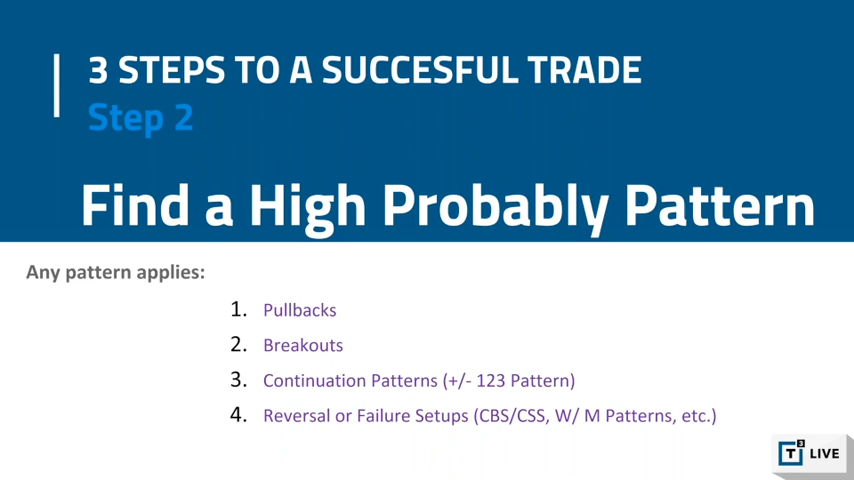 3 STEPS TO A SUCCESFUL TRADE
Step 2
Find a High Probably Pattern
Any pattern applies:
1. Pullbacks
2. Breakouts
3. Continuation Patterns (+/- 123 Pattern)
4. Reversal or Failure Setups (CBS/CSS, W/ M Patterns, etc.)
T3 LIVE